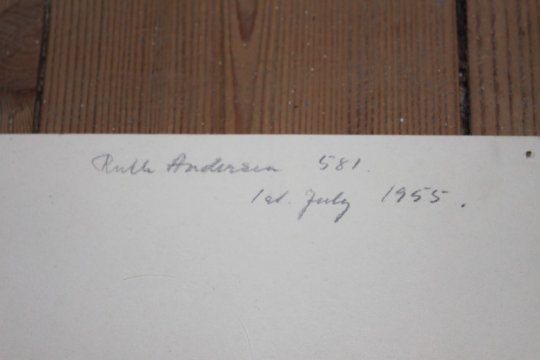 Ruth Andersen 581.
1st. July 1955.